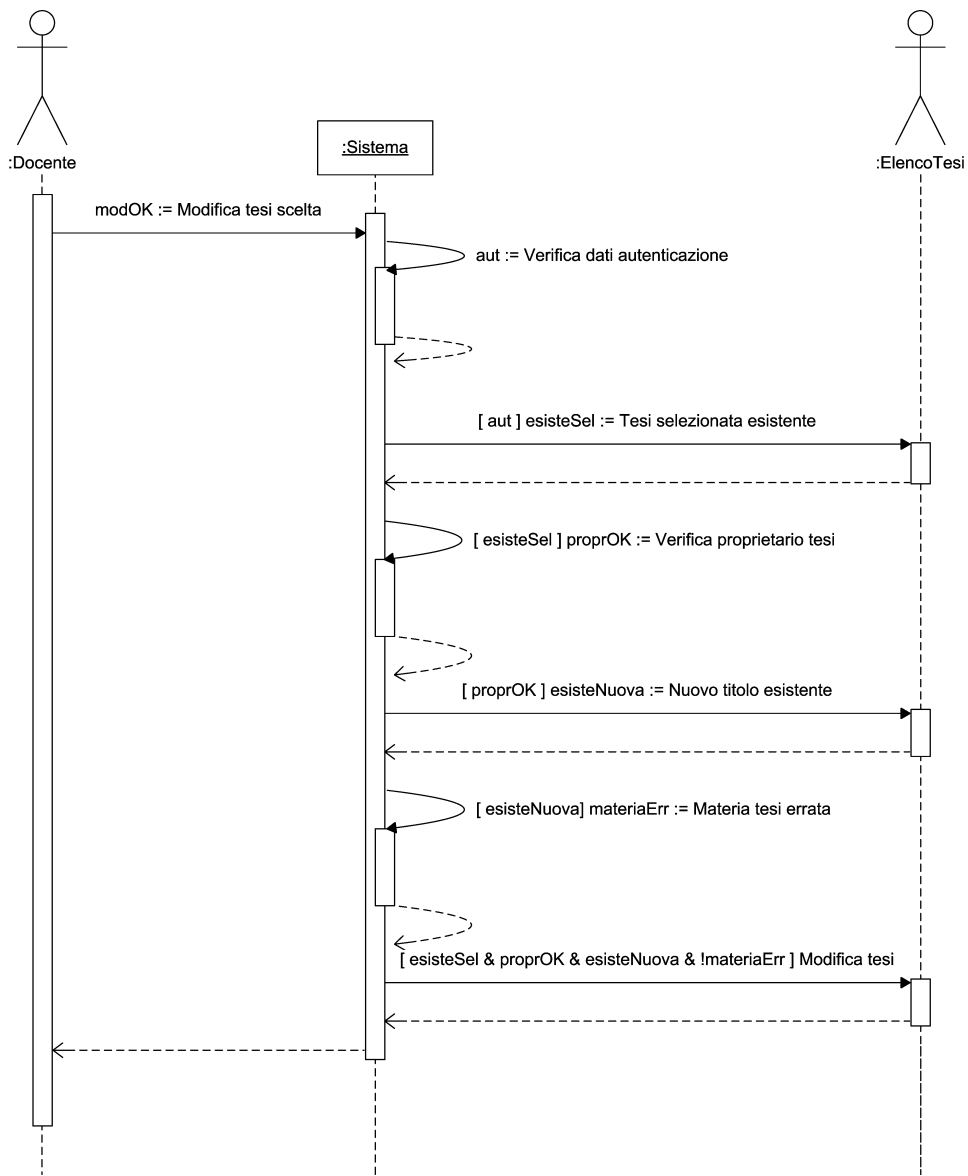 :Docente
:Sistema
:ElencoTesi
modOK := Modifica tesi scelta
aut := Verifica dati autenticazione
[ aut ] esisteSel := Tesi selezionata esistente
[ esisteSel ] proprOK := Verifica proprietario tesi
[ proprOK ] esisteNuova := Nuovo titolo esistente
[ esisteNuova] materiaErr := Materia tesi errata
[ esisteSel & proprOK & esisteNuova & !materiaErr ] Modifica tesi